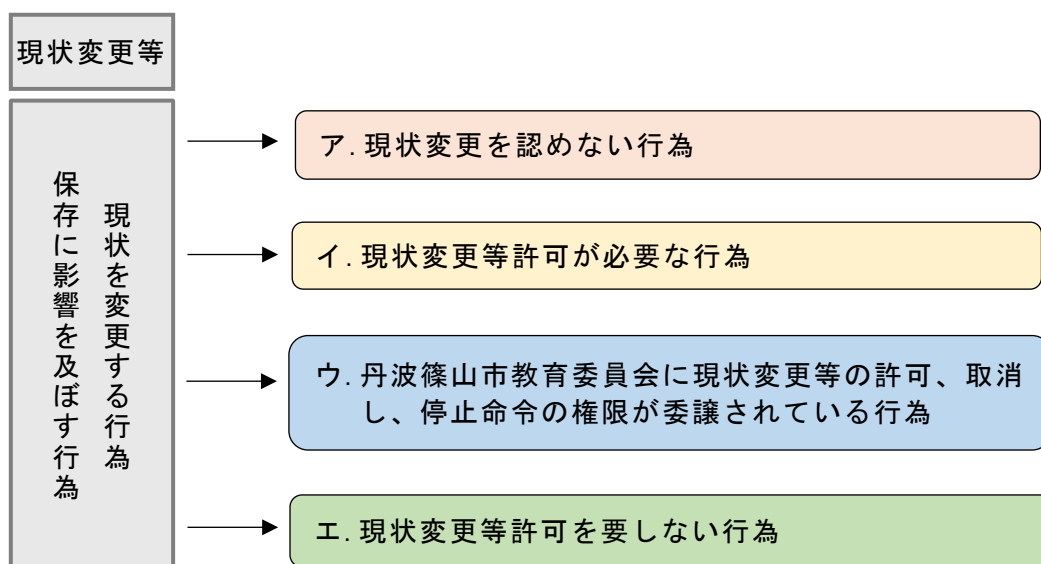 現状変更等
現状を変更する行為
保存に影響を及ぼす行為
ア. 現状変更を認めない行為
イ. 現状変更等許可が必要な行為
ウ. 丹波篠山市教育委員会に現状変更等の許可、取消
し、停止命令の権限が委譲されている行為
エ. 現状変更等許可を要しない行為